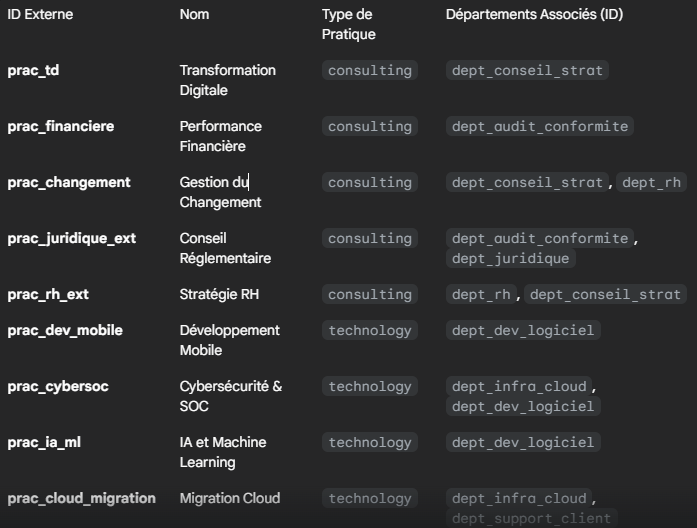 ID Externe Nom Type de Pratique Départements Associés (ID)
prac_td Transformation Digitale consulting dept_conseil_strat
prac_financiere Performance Financière consulting dept_audit_conformite
prac_changement Gestion du Changement consulting dept_conseil_strat, dept_rh
prac_juridique_ext Conseil Réglementaire consulting dept_audit_conformite, dept_juridique
prac_rh_ext Stratégie RH consulting dept_rh, dept_conseil_strat
prac_dev_mobile Développement Mobile technology dept_dev_logiciel
prac_cybersoc Cybersécurité & SOC technology dept_infra_cloud, dept_dev_logiciel
prac_ia_ml IA et Machine Learning technology dept_dev_logiciel
prac_cloud_migration Migration Cloud technology dept_infra_cloud, dept_support_client